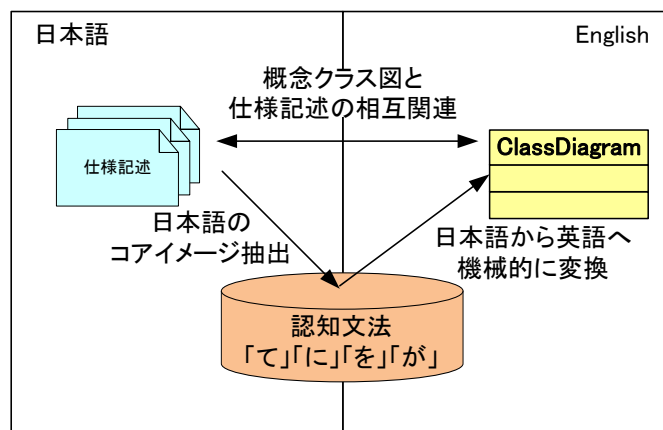 日本語
English
概念クラス図と
仕様記述の相互関連
仕様記述
ClassDiagram
日本語の
コアイメージ抽出
日本語から英語へ
機械的に変換
認知文法
「て」「に」「を」「が」